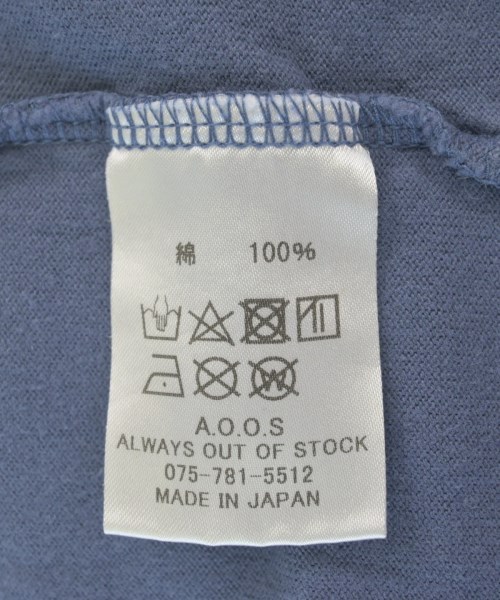 綿 100%
W
A.O.O.S
ALWAYS OUT OF STOCK
075-781-5512
MADE IN JAPAN